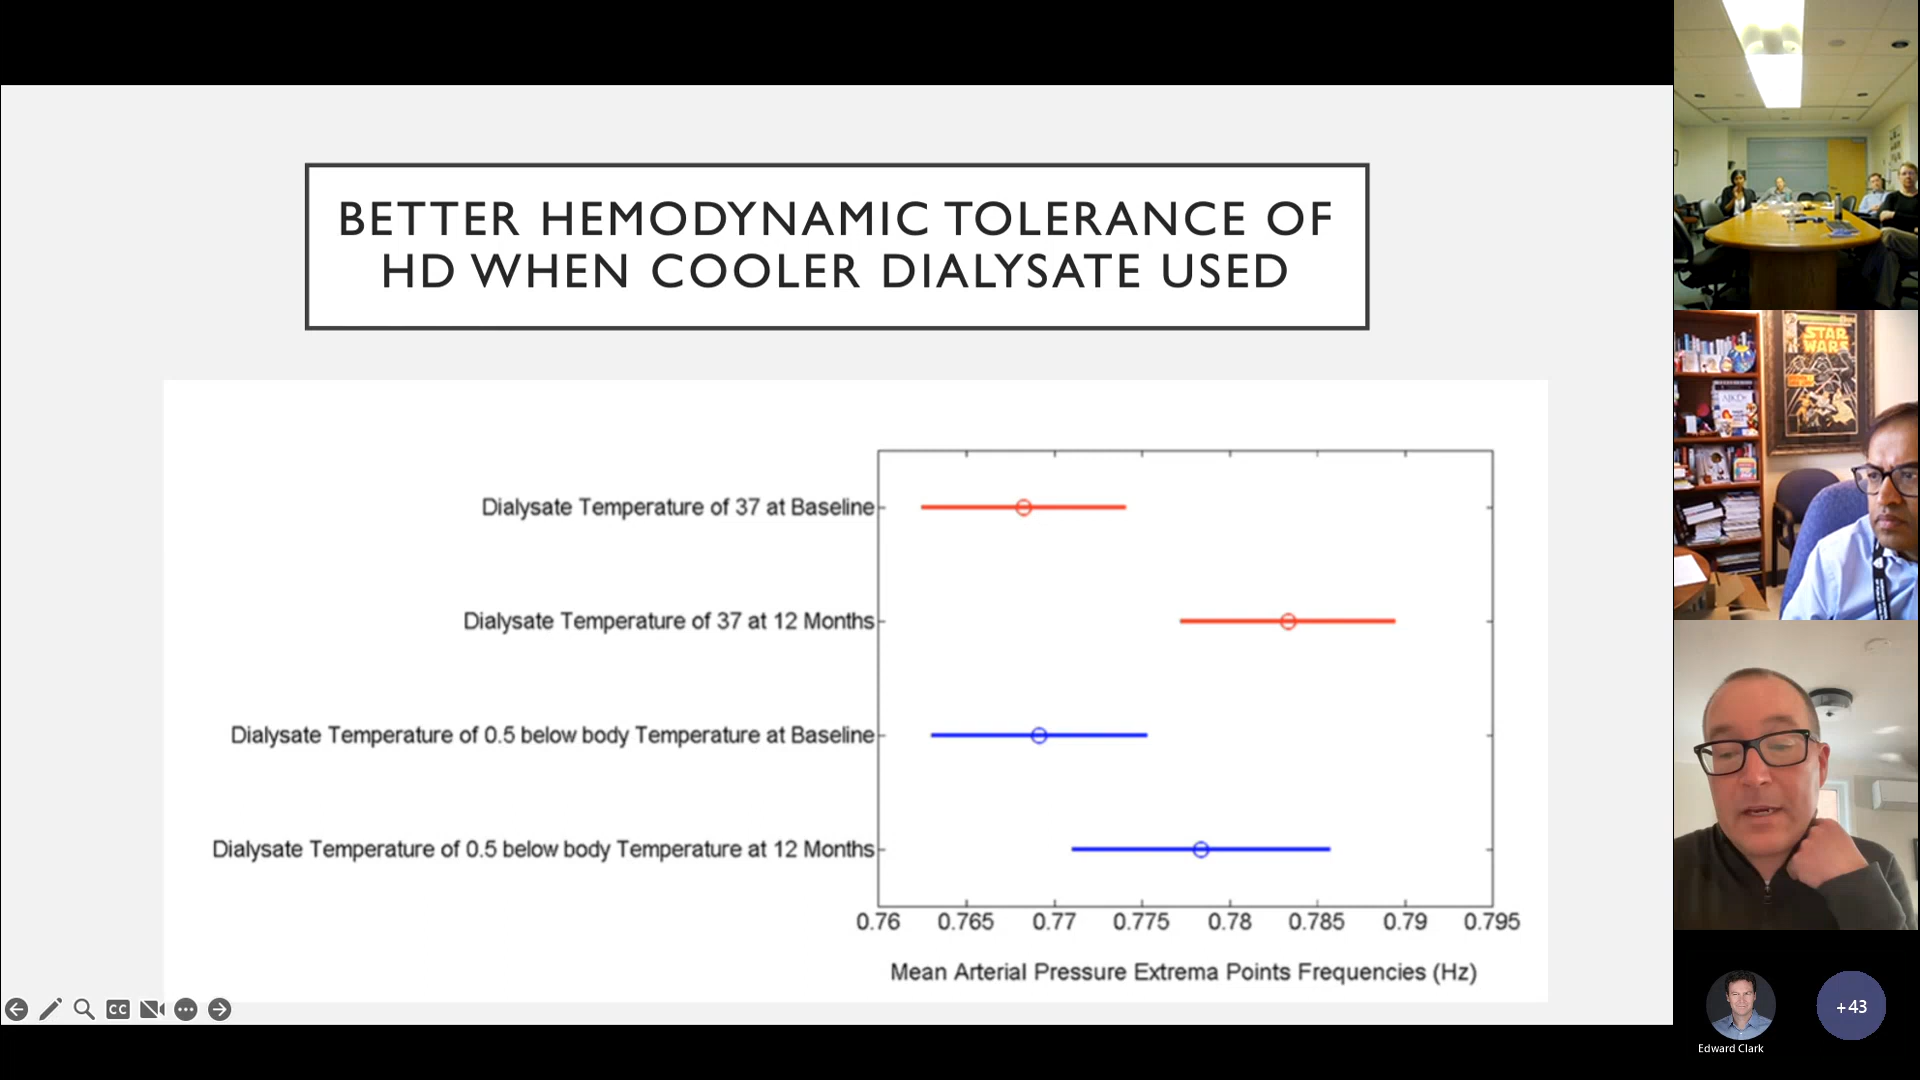 BETTER HEMODYNAMIC TOLERANCE OF
HD WHEN COOLER DIALYSATE USED
Dialysate Temperature of 37 at Baseline
Dialysate Temperature of 37 at 12 Months
Dialysate Temperature of 0.5 below body Temperature at Baseline
Dialysate Temperature of 0.5 below body Temperature at 12 Months
0.76 0.765 0.77 0.775 0.78 0.785 0.79 0.795
Mean Arterial Pressure Extrema Points Frequencies (Hz)
CC
STAR
WARS
AJKD
Edward Clark
+43